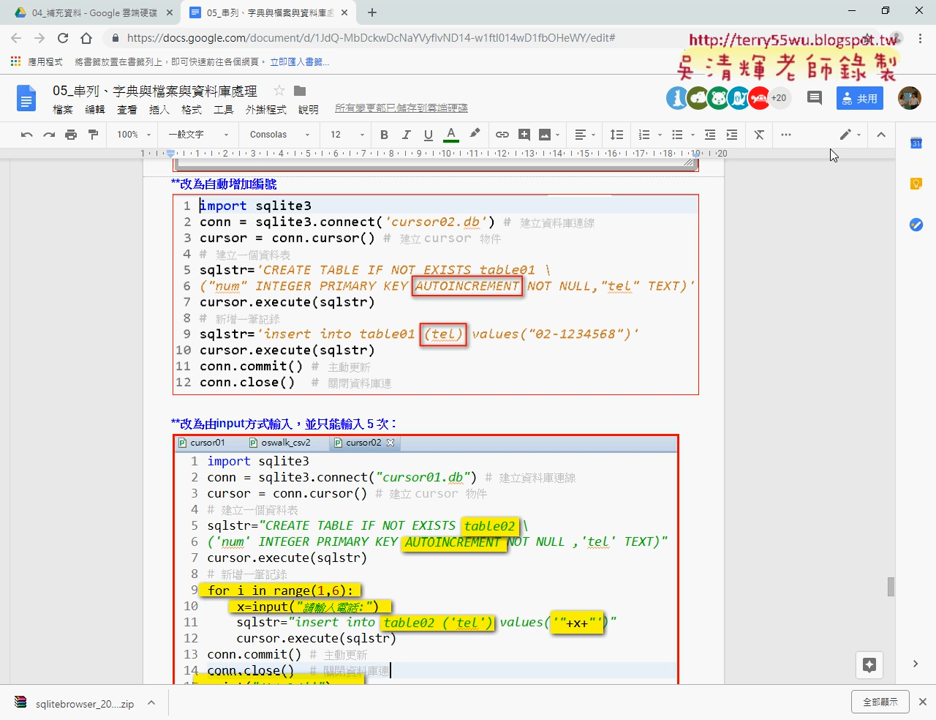 04_補充資料 - Google 雲端硬碟
05_串列、字典與檔案與資料庫處
https://docs.google.com/document/d/1JdQ-MbDckwDcNaYVyflvND14-w1ftl014wD1fbOHeWY/edit#
http://terry55wu.blogspot.tw
吳清輝老師錄製
應用程式
將書籤放置在書籤列上，即可快速前往各個網頁。
立即匯入書籤...
05_串列、字典與檔案與資料庫處理
檔案 編輯 查看 插入 格式 工具 外掛程式 說明
所有變更都已儲存到雲端硬碟
+20
共用
100% 一般文字 Consolas 12 B I U A
**改為自動增加編號
1 import sqlite3
2 conn = sqlite3.connect('cursor02.db') # 建立資料庫連線
3 cursor = conn.cursor() # 建立 cursor 物件
4 # 建立一個資料表
5 sqlstr='CREATE TABLE IF NOT EXISTS table01 \
6 ("num" INTEGER PRIMARY KEY AUTOINCREMENT NOT NULL,"tel" TEXT)'
7 cursor.execute(sqlstr)
8 # 新增一筆記錄
9 sqlstr='insert into table01 (tel) values("02-1234568")'
10 cursor.execute(sqlstr)
11 conn.commit() # 主動更新
12 conn.close() # 關閉資料庫連
**改為由input方式輸入，並只能輸入 5 次：
cursor01 oswalk_csv2 cursor02
1 import sqlite3
2 conn = sqlite3.connect("cursor01.db") # 建立資料庫連線
3 cursor = conn.cursor() # 建立 cursor 物件
4 # 建立一個資料表
5 sqlstr="CREATE TABLE IF NOT EXISTS table02 \
6 ('num' INTEGER PRIMARY KEY AUTOINCREMENT NOT NULL ,'tel' TEXT)"
7 cursor.execute(sqlstr)
8 # 新增一筆記錄
9 for i in range(1,6):
10 x=input("請輸入電話:")
11 sqlstr="insert into table02 ('tel') values('"+x+"')"
12 cursor.execute(sqlstr)
13 conn.commit() # 主動更新
14 conn.close() # 關閉資料庫連
sqlitebrowser_20....zip
全部顯示